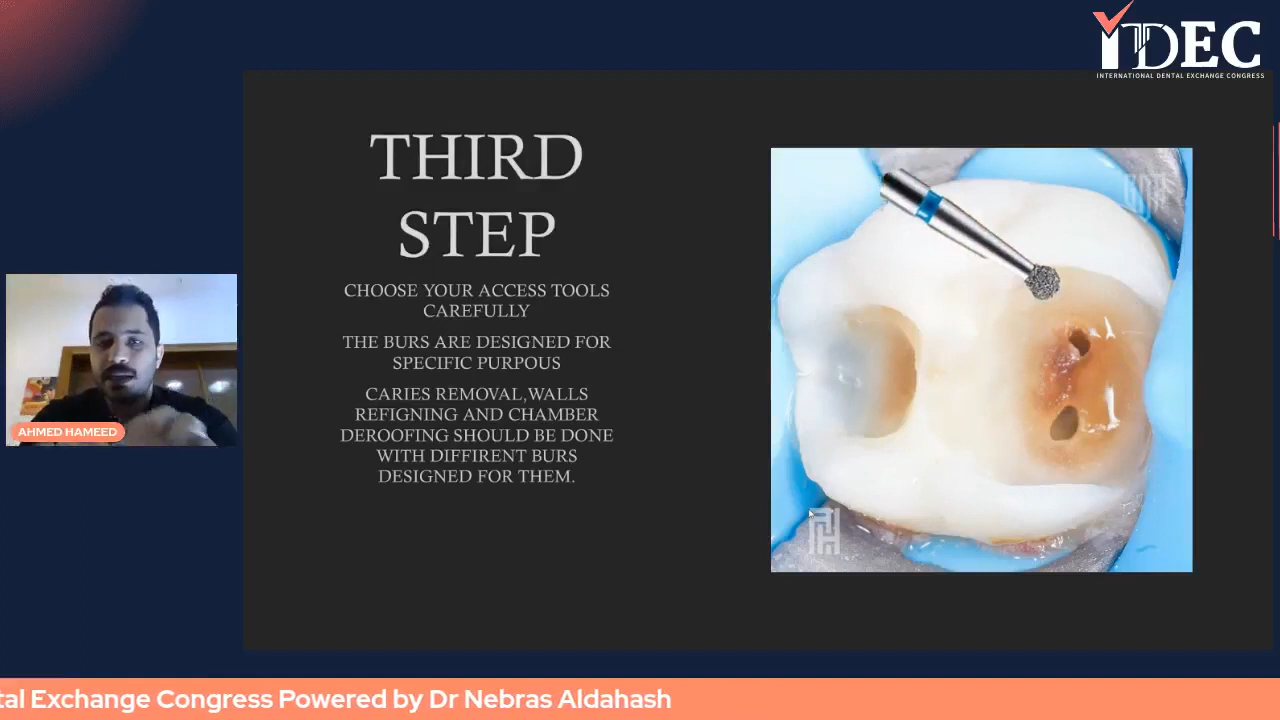 IDEC
INTERNATIONAL DENTAL EXCHANGE CONGRESS
THIRD
STEP
CHOOSE YOUR ACCESS TOOLS
CAREFULLY
THE BURS ARE DESIGNED FOR
SPECIFIC PURPOUS
CARIES REMOVAL,WALLS
REFIGNING AND CHAMBER
DEROOFING SHOULD BE DONE
WITH DIFFIRENT BURS
DESIGNED FOR THEM.
AHMED HAMEED
tal Exchange Congress Powered by Dr Nebras Aldahash